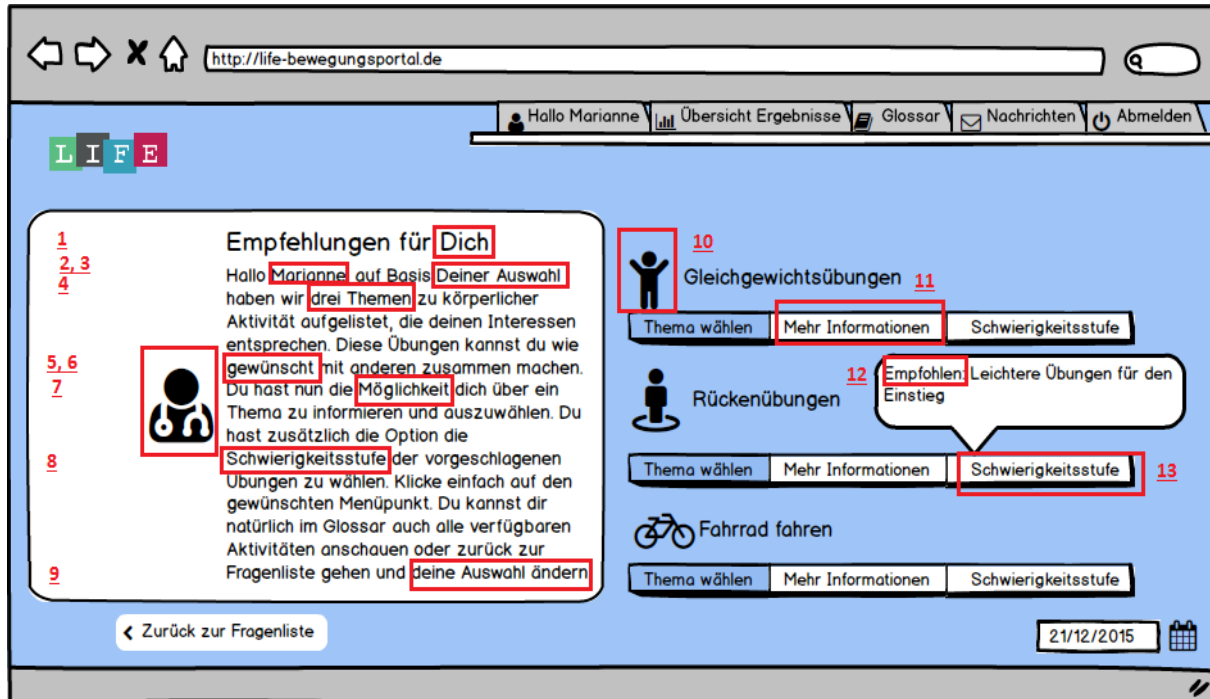 http://life-bewegungsportal.de
Hallo Marianne
Übersicht Ergebnisse
Glossar
Nachrichten
Abmelden
LIFE
1
2, 3
4
5, 6
7
8
9
Empfehlungen für Dich
Hallo Marianne auf Basis Deiner Auswahl
haben wir drei Themen zu körperlicher
Aktivität aufgelistet, die deinen Interessen
entsprechen. Diese Übungen kannst du wie
gewünscht mit anderen zusammen machen.
Du hast nun die Möglichkeit dich über ein
Thema zu informieren und auszuwählen. Du
hast zusätzlich die Option die
Schwierigkeitsstufe der vorgeschlagenen
Übungen zu wählen. Klicke einfach auf den
gewünschten Menüpunkt. Du kannst dir
natürlich im Glossar auch alle verfügbaren
Aktivitäten anschauen oder zurück zur
Fragenliste gehen und deine Auswahl ändern
Zurück zur Fragenliste
10
Gleichgewichtsübungen
11
Thema wählen
Mehr Informationen
Schwierigkeitsstufe
12
Empfohlen: Leichtere Übungen für den
Einstieg
Rückenübungen
Thema wählen
Mehr Informationen
Schwierigkeitsstufe
13
Fahrrad fahren
Thema wählen
Mehr Informationen
Schwierigkeitsstufe
21/12/2015